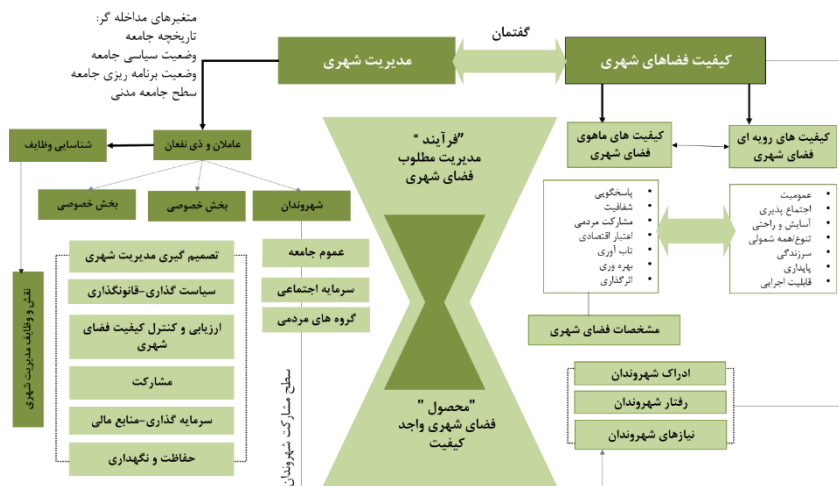 متغیرهای مداخله گر:
تاریخچه جامعه
وضعیت سیاسی جامعه
وضعیت برنامه ریزی جامعه
سطح جامعه مدنی
گفتمان
کیفیت فضاهای شهری
مدیریت شهری
کیفیت های رویه ای
فضای شهری
کیفیت های ماهوی
فضای شهری
عمومیت
اجتماع پذیری
آسایش و راحتی
تنوع/همه شمولی
سرزندگی
پایداری
قابلیت اجرایی
پاسخگویی
شفافیت
مشارکت مردمی
اعتبار اقتصادی
تاب آوری
بهره وری
اثرگذاری
مشخصات فضای شهری
ادراک شهروندان
رفتار شهروندان
نیازهای شهروندان
"فرآیند"
مدیریت مطلوب
فضای شهری
"محصول"
فضای شهری واجد
کیفیت
عاملان و ذی نفعان
شناسایی وظایف
شهروندان
بخش خصوصی
بخش خصوصی
عموم جامعه
سرمایه اجتماعی
گروه های مردمی
سطح مشارکت شهروندان
تصمیم گیری مدیریت شهری
سیاست گذاری-قانونگذاری
ارزیابی و کنترل کیفیت فضای
شهری
مشارکت
سرمایه گذاری-منابع مالی
حفاظت و نگهداری
نقش و وظایف مدیریت شهری